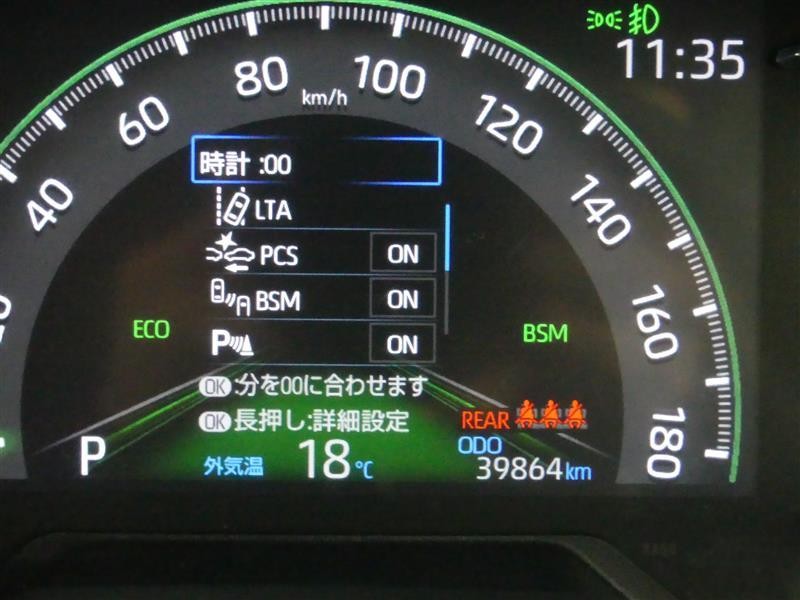 11:35
80
100
km/h
60
120
時計 :00
40
LTA
140
PCS ON
BSM ON
160
ECO
P ON
BSM
OK:分を00に合わせます
OK長押し:詳細設定
REAR
180
P
外気温 18℃
ODO
39864km